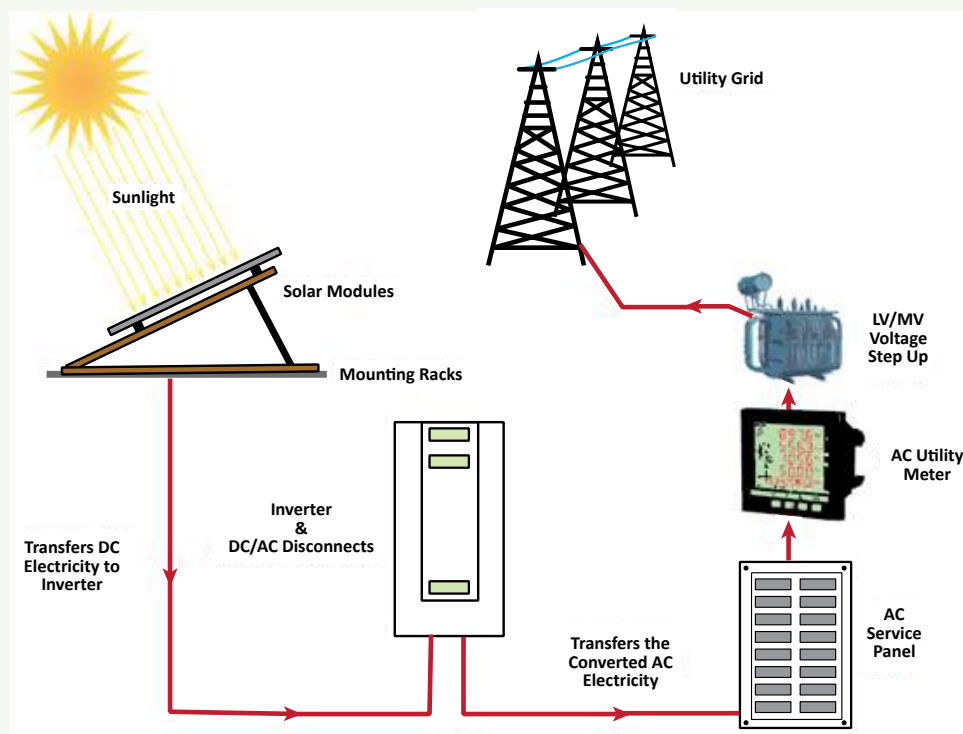 Sunlight
Solar Modules
Mounting Racks
Transfers DC
Electricity to
Inverter
Inverter
&
DC/AC Disconnects
Transfers the
Converted AC
Electricity
AC
Service
Panel
AC Utility
Meter
LV/MV
Voltage
Step Up
Utility Grid